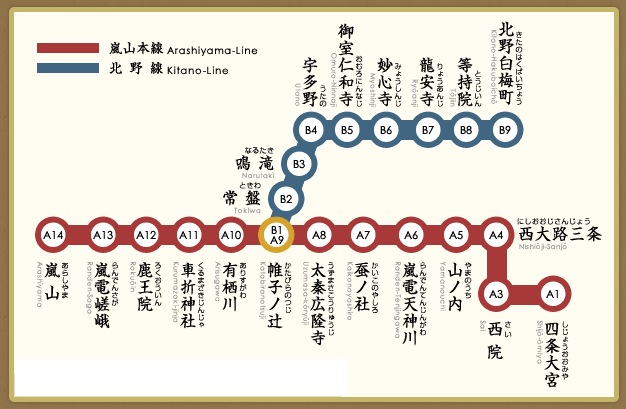 嵐山本線 Arashiyama-Line
北野線 Kitano-Line
北野白梅町 きたのはくばいちょう Kitano-Hakubaichō
等持院 とうじいん Tōjiin
龍安寺 りょうあんじ Ryōanji
妙心寺 みょうしんじ Myoshinji
御室仁和寺 おむろにんなじ Omuro-Ninnaji
宇多野 うたの Utano
B4 B5 B6 B7 B8 B9
鳴滝 なるたき Narutaki
B3
常盤 ときわ Tokiwa
B2
A14 A13 A12 A11 A10 B1 A9 A8 A7 A6 A5 A4
西大路三条 にしおおじさんじょう Nishiōji-Sanjō
嵐山 あらしやま Arashiyama
嵐電嵯峨 らんでんさが Randen-Saga
鹿王院 ろくおういん Rokuōin
車折神社 くるまざきじんじゃ Kurumazaki-jinja
有栖川 ありすがわ Arisugawa
帷子ノ辻 かたびらのつじ Katabiranotsuji
太秦広隆寺 うずまさこうりゅうじ Uzumasa-Koryuji
蚕ノ社 かいこのやしろ Kaikonoyashiro
嵐電天神川 らんでんてんじんがわ Randen-Tenjingawa
山ノ内 やまのうち Yamanouchi
A3 A1
西院 さい Sai
四条大宮 しじょうおおみや Shijō-ōmiya